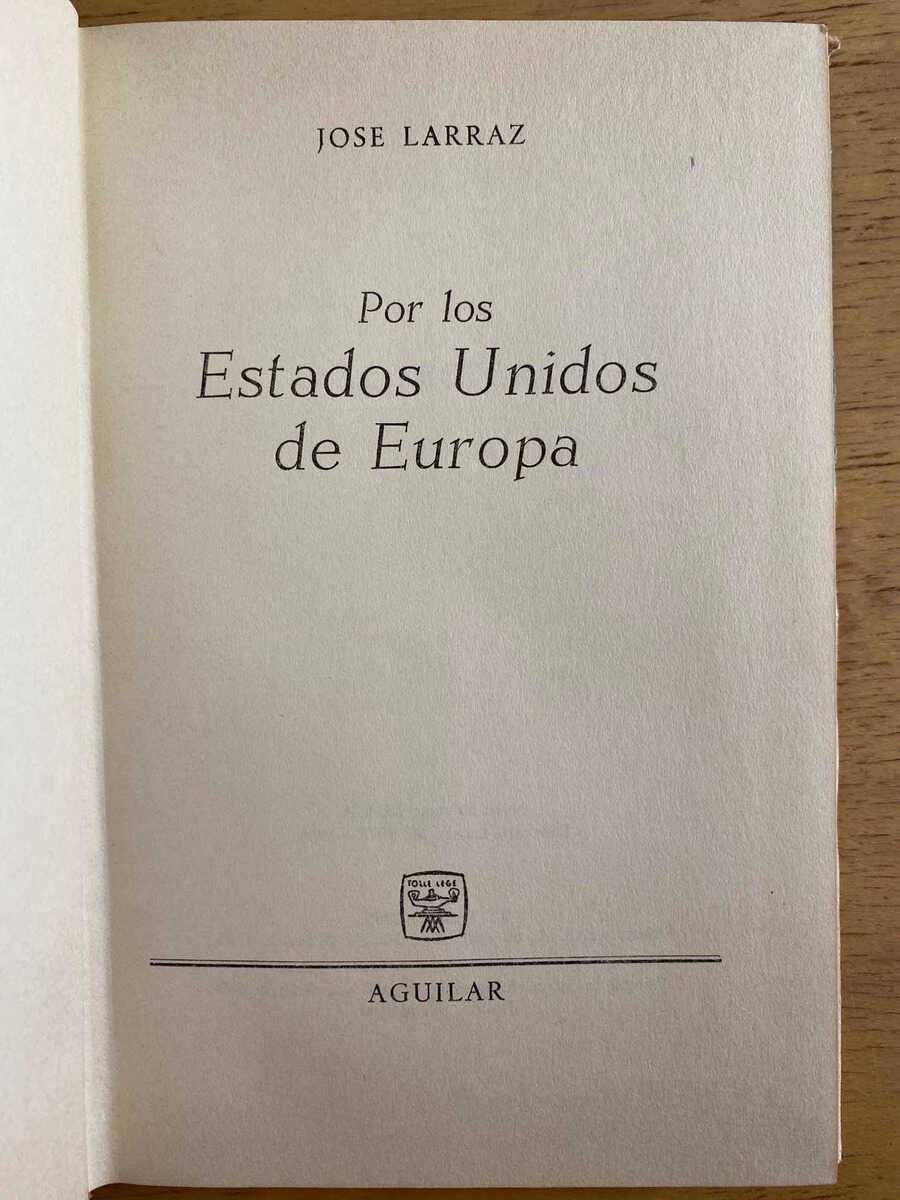 JOSE LARRAZ
Por los
Estados Unidos
de Europa
TOLLE LEGE
AGUILAR